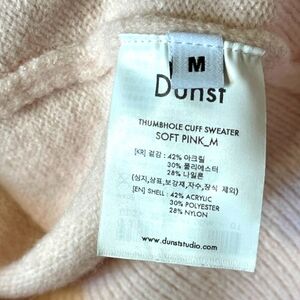 M
Dunst
THUMBHOLE CUFF SWEATER
SOFT PINK_M
[KR] 겉감 : 42% 아크릴
30% 폴리에스터
28% 나일론
(심지,상표,보강재,자수,장식 제외)
[EN] SHELL : 42% ACRYLIC
30% POLYESTER
28% NYLON
www.dunststudio.com